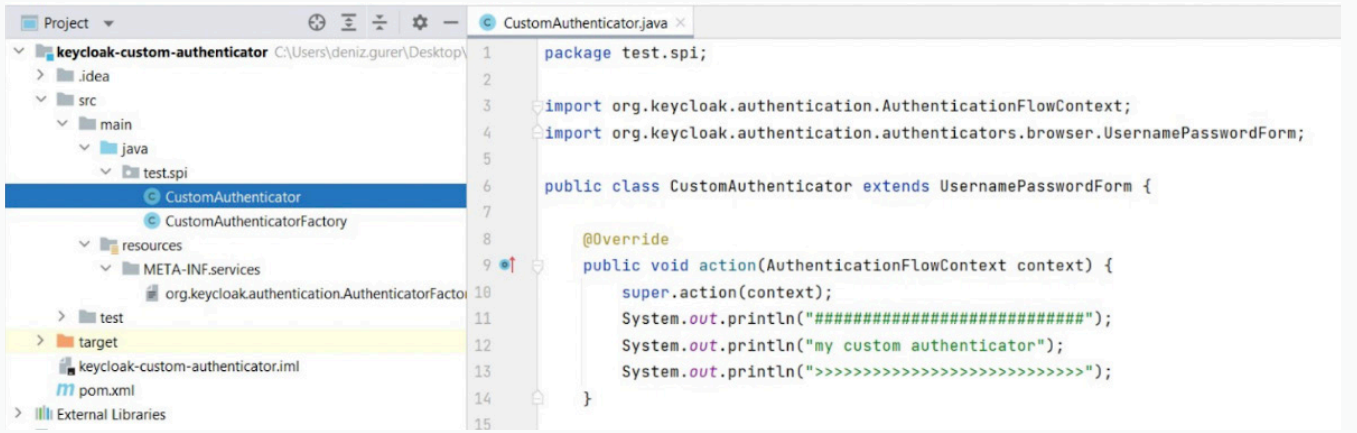 Project
keycloak-custom-authenticator C:\Users\deniz.gurer\Desktop\
.idea
src
main
java
test.spi
CustomAuthenticator
CustomAuthenticatorFactory
resources
META-INF.services
org.keycloak.authentication.AuthenticatorFacto
test
target
keycloak-custom-authenticator.iml
m pom.xml
External Libraries
C CustomAuthenticator.java
1 package test.spi;
2
3 import org.keycloak.authentication.AuthenticationFlowContext;
4 import org.keycloak.authentication.authenticators.browser.UsernamePasswordForm;
5
6 public class CustomAuthenticator extends UsernamePasswordForm {
7
8 @Override
9 public void action(AuthenticationFlowContext context) {
10 super.action(context);
11 System.out.println("############################");
12 System.out.println("my custom authenticator");
13 System.out.println(">>>>>>>>>>>>>>>>>>>>>>>>>>>>");
14 }
15